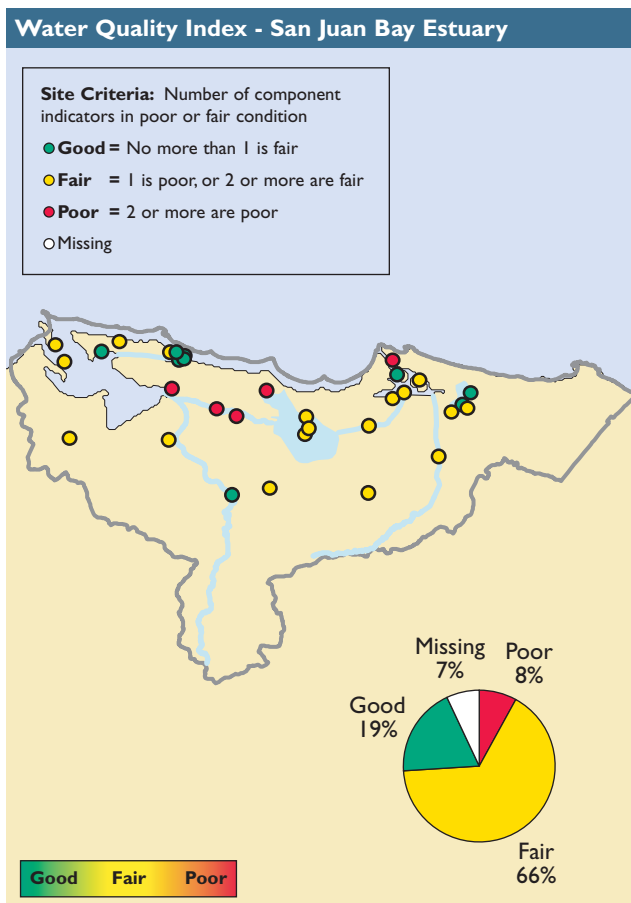 Water Quality Index - San Juan Bay Estuary
Site Criteria: Number of component
indicators in poor or fair condition
Good = No more than 1 is fair
Fair = 1 is poor, or 2 or more are fair
Poor = 2 or more are poor
Missing
Missing
7%
Poor
8%
Good
19%
Fair
66%
Good Fair Poor